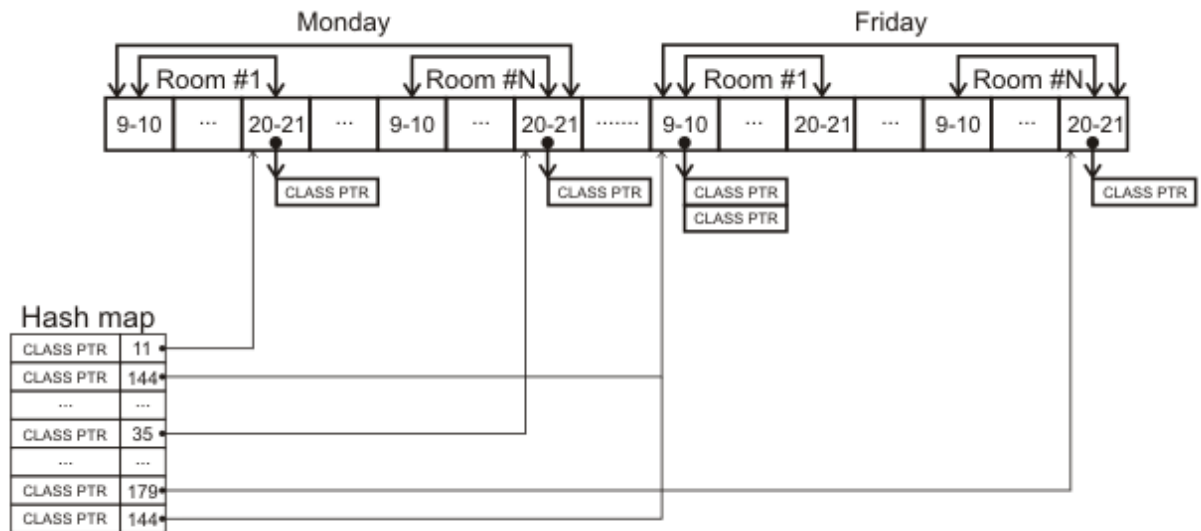 Monday Friday
Room #1 Room #N Room #1 Room #N
9-10 ... 20-21 ... 9-10 ... 20-21 ....... 9-10 ... 20-21 ... 9-10 ... 20-21
CLASS PTR CLASS PTR CLASS PTR CLASS PTR
CLASS PTR
Hash map
CLASS PTR 11
CLASS PTR 144
... ...
CLASS PTR 35
... ...
CLASS PTR 179
CLASS PTR 144